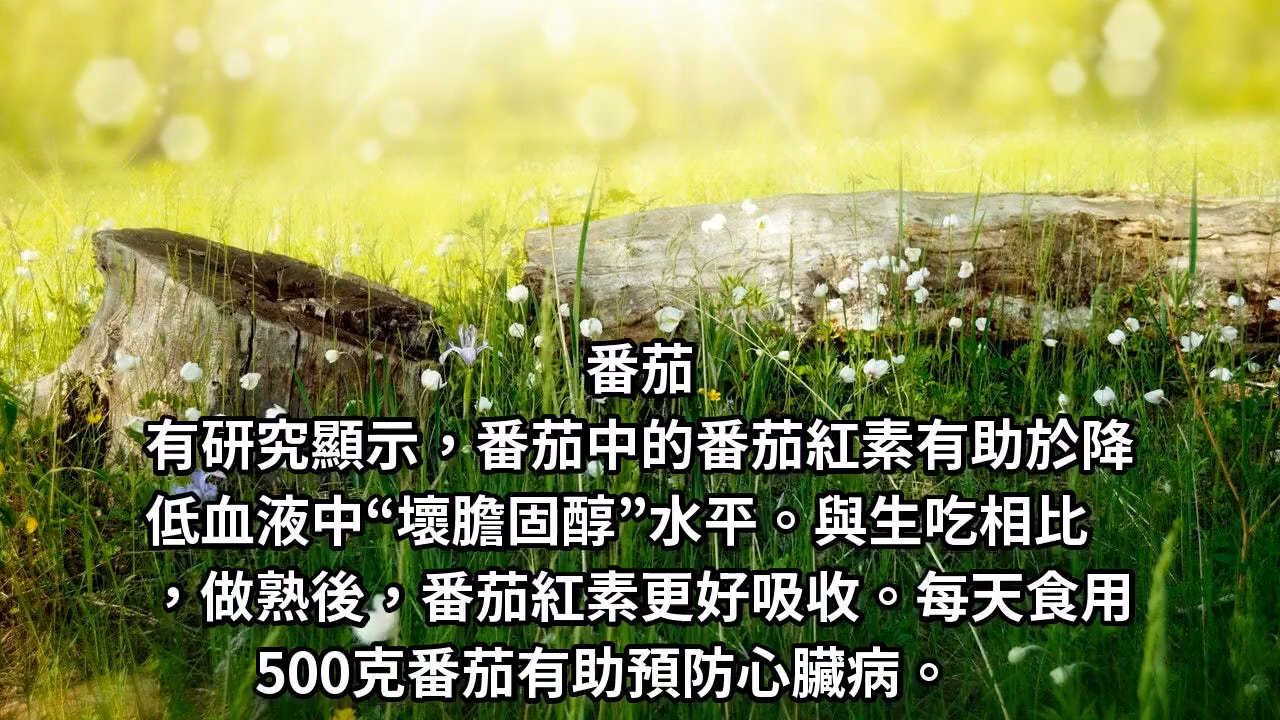 番茄
有研究顯示，番茄中的番茄紅素有助於降
低血液中“壞膽固醇”水平。與生吃相比
，做熟後，番茄紅素更好吸收。每天食用
500克番茄有助預防心臟病。